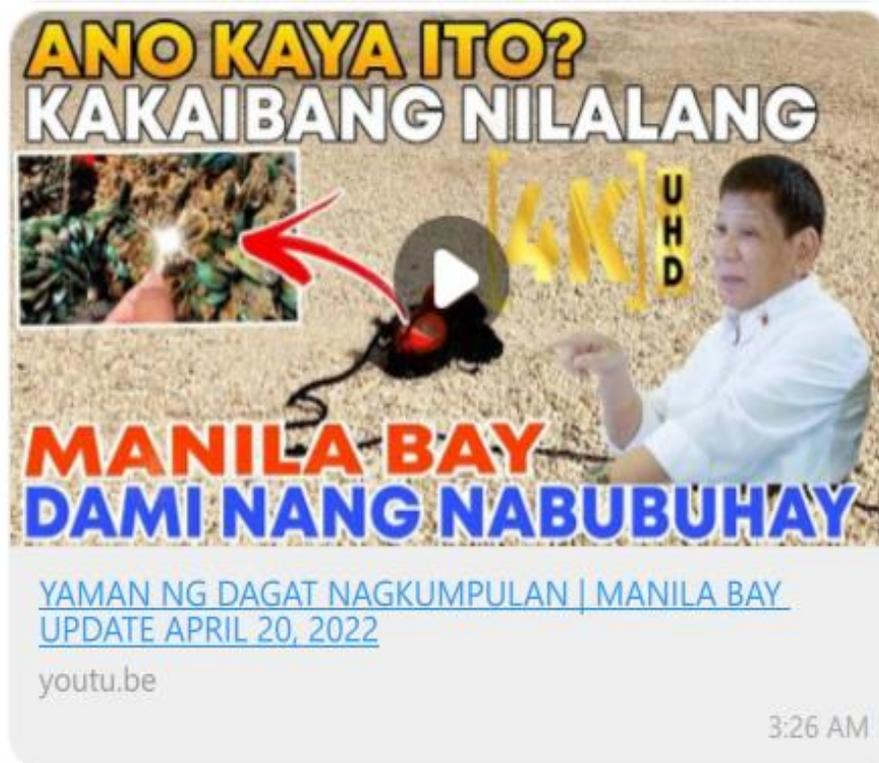 ANO KAYA ITO?
KAKAIBANG NILALANG
[4K]
UHD
MANILA BAY
DAMI NANG NABUBUHAY
YAMAN NG DAGAT NAGKUMPULAN | MANILA BAY
UPDATE APRIL 20, 2022
youtu.be
3:26 AM